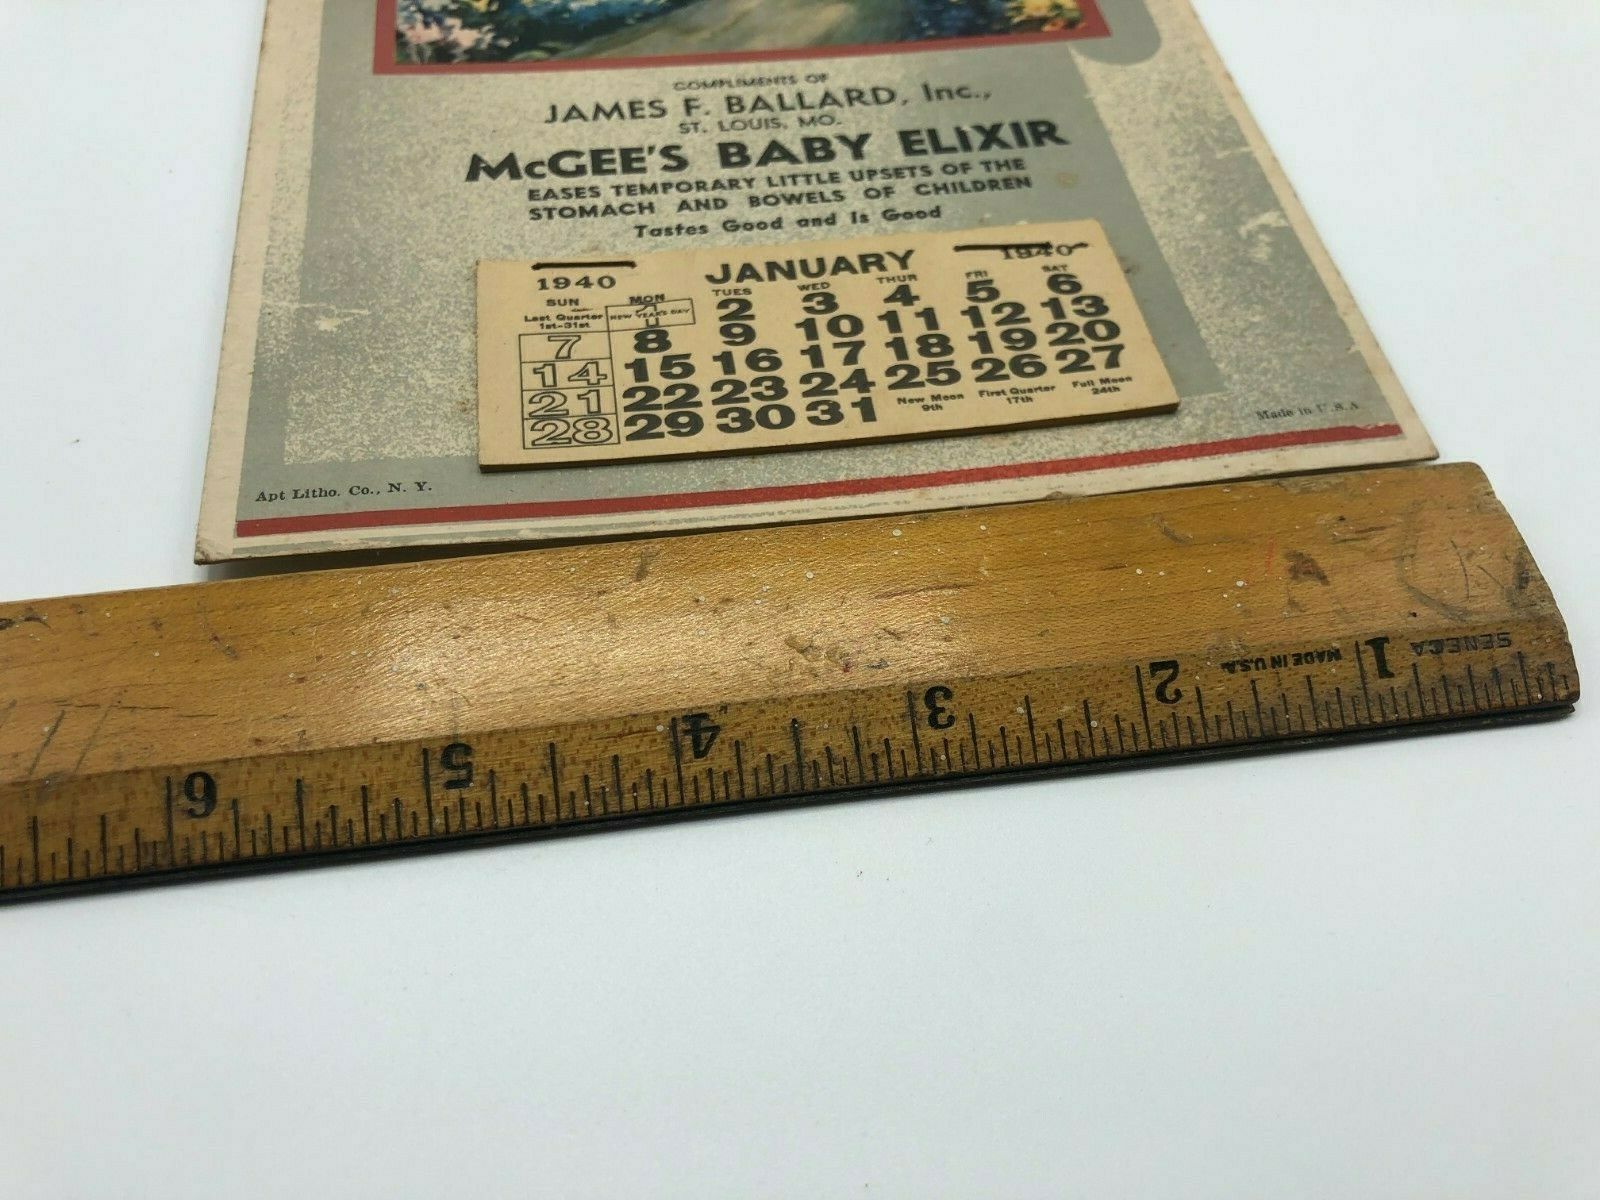 COMPLIMENTS OF
JAMES F. BALLARD, Inc.,
ST. LOUIS, MO.
McGEE'S BABY ELIXIR
EASES TEMPORARY LITTLE UPSETS OF THE
STOMACH AND BOWELS OF CHILDREN
Tastes Good and Is Good
1940 JANUARY 1940
SUN MON TUES WED THUR FRI SAT
Last Quarter 1st-31st 1 NEW YEAR'S DAY 2 3 4 5 6
7 8 9 10 11 12 13
14 15 16 17 18 19 20
21 22 23 24 25 26 27
28 29 30 31 New Moon 9th First Quarter 17th Full Moon 24th
Apt Litho. Co., N. Y.
Made in U.S.A
A
SENECA
MADE IN U.S.A.
1 2 3 4 5 6